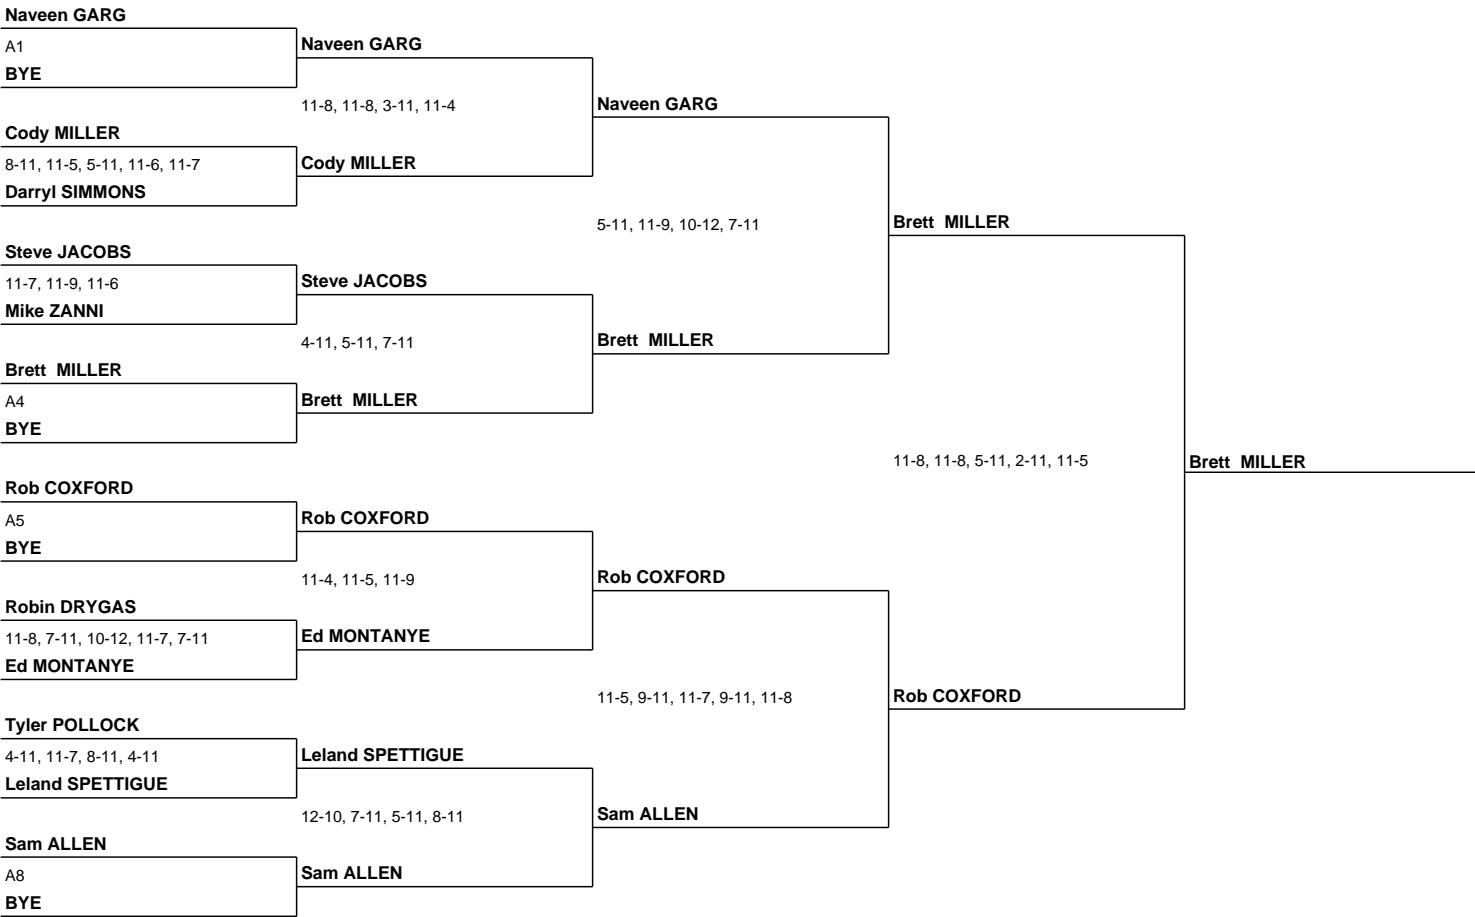 Naveen GARG
A1
BYE
Cody MILLER
8-11, 11-5, 5-11, 11-6, 11-7
Darryl SIMMONS
Steve JACOBS
11-7, 11-9, 11-6
Mike ZANNI
Brett  MILLER
A4
BYE
Rob COXFORD
A5
BYE
Robin DRYGAS
11-8, 7-11, 10-12, 11-7, 7-11
Ed MONTANYE
Tyler POLLOCK
4-11, 11-7, 8-11, 4-11
Leland SPETTIGUE
Sam ALLEN
A8
BYE
Naveen GARG
11-8, 11-8, 3-11, 11-4
Cody MILLER
Steve JACOBS
4-11, 5-11, 7-11
Brett  MILLER
Rob COXFORD
11-4, 11-5, 11-9
Ed MONTANYE
Leland SPETTIGUE
12-10, 7-11, 5-11, 8-11
Sam ALLEN
Naveen GARG
5-11, 11-9, 10-12, 7-11
Brett  MILLER
Rob COXFORD
11-5, 9-11, 11-7, 9-11, 11-8
Sam ALLEN
Brett  MILLER
11-8, 11-8, 5-11, 2-11, 11-5
Rob COXFORD
Brett  MILLER